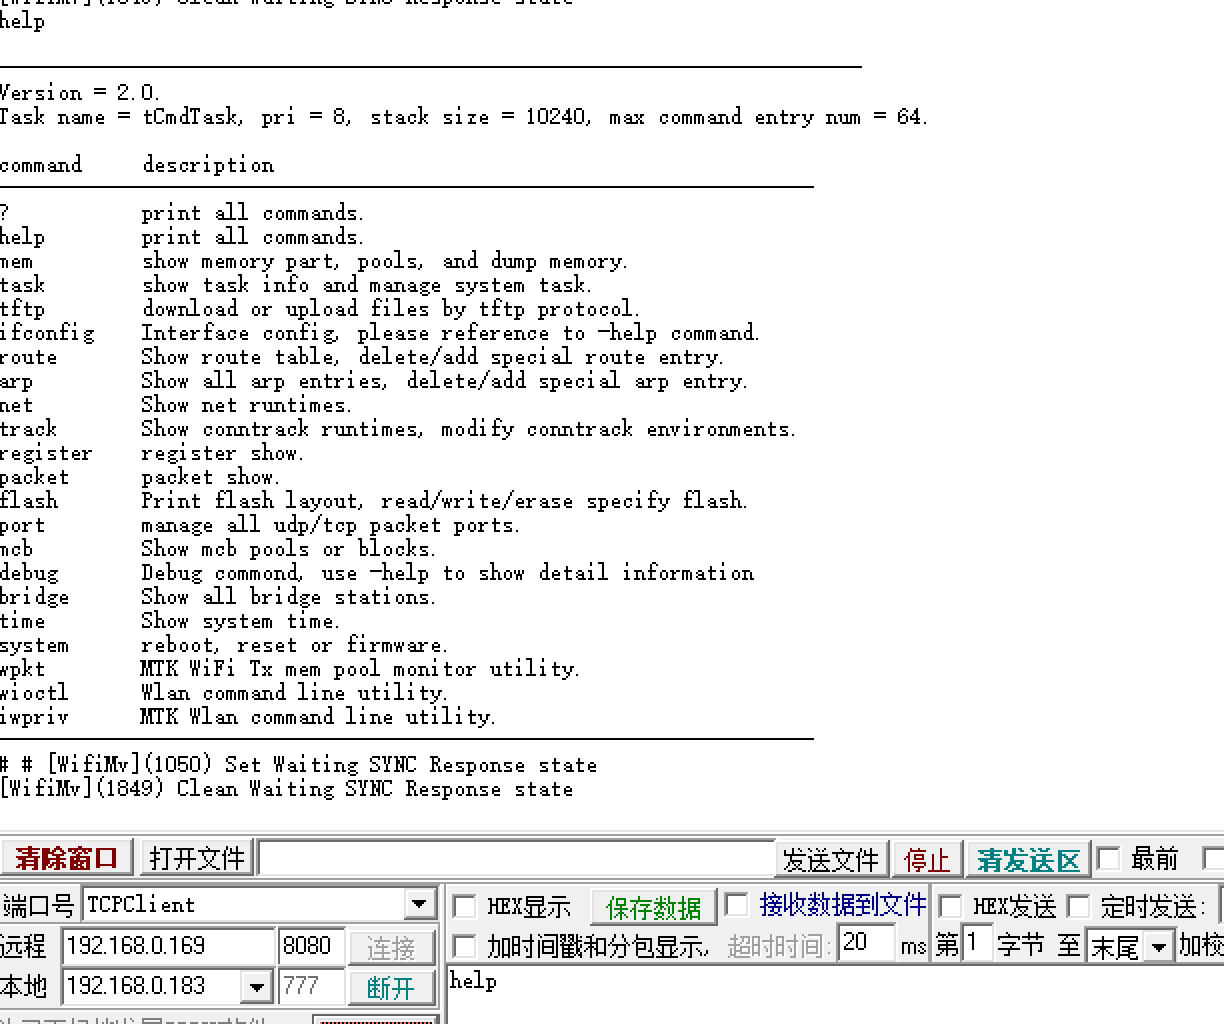 [WifiMv](1849) Clean Waiting SYNC Response state
help
Version = 2.0.
Task name = tCmdTask, pri = 8, stack size = 10240, max command entry num = 64.
command description
? print all commands.
help print all commands.
mem show memory part, pools, and dump memory.
task show task info and manage system task.
tftp download or upload files by tftp protocol.
ifconfig Interface config, please reference to -help command.
route Show route table, delete/add special route entry.
arp Show all arp entries, delete/add special arp entry.
net Show net runtimes.
track Show conntrack runtimes, modify conntrack environments.
register register show.
packet packet show.
flash Print flash layout, read/write/erase specify flash.
port manage all udp/tcp packet ports.
mcb Show mcb pools or blocks.
debug Debug commond, use -help to show detail information
bridge Show all bridge stations.
time Show system time.
system reboot, reset or firmware.
wpkt MTK WiFi Tx mem pool monitor utility.
wioctl Wlan command line utility.
iwpriv MTK Wlan command line utility.
# # [WifiMv](1050) Set Waiting SYNC Response state
[WifiMv](1849) Clean Waiting SYNC Response state
清除窗口 打开文件 发送文件 停止 清发送区 最前
端口号 TCPClient HEX显示 保存数据 接收数据到文件 HEX发送 定时发送:
远程 192.168.0.169 8080 连接 加时间戳和分包显示, 超时时间: 20 ms 第 1 字节 至 末尾 加校
本地 192.168.0.183 777 断开 help